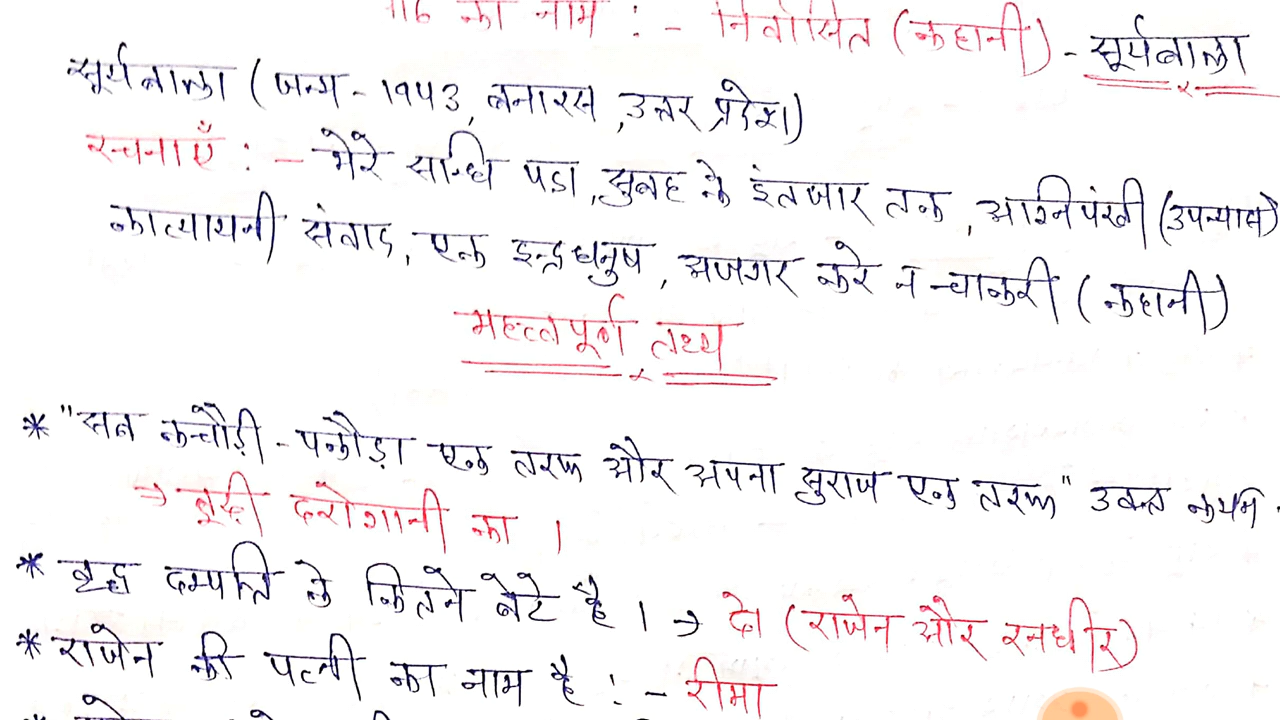 का नाम : - निर्वासित (कहानी) - सूर्यबाला
सूर्यबाला (जन्म - १९४३, बनारस, उत्तर प्रदेश)
रचनाएँ : - मेरे सन्धि पत्र, सुबह के इंतजार तक, अग्निपंखी (उपन्यास)
कात्यायनी संवाद, एक इन्द्रधनुष, अजगर करे न चाकरी (कहानी)
महत्वपूर्ण तथ्य
* "सब कचौड़ी - पकौड़ा एक तरफ और अपना सुराज एक तरफ" उक्त कथन
→ बूढ़ी दरोगानी का ।
* वृद्ध दम्पत्ति के कितने बेटे है । → दो (राजेन और रनधीर)
* राजेन की पत्नी का नाम है : - रीमा